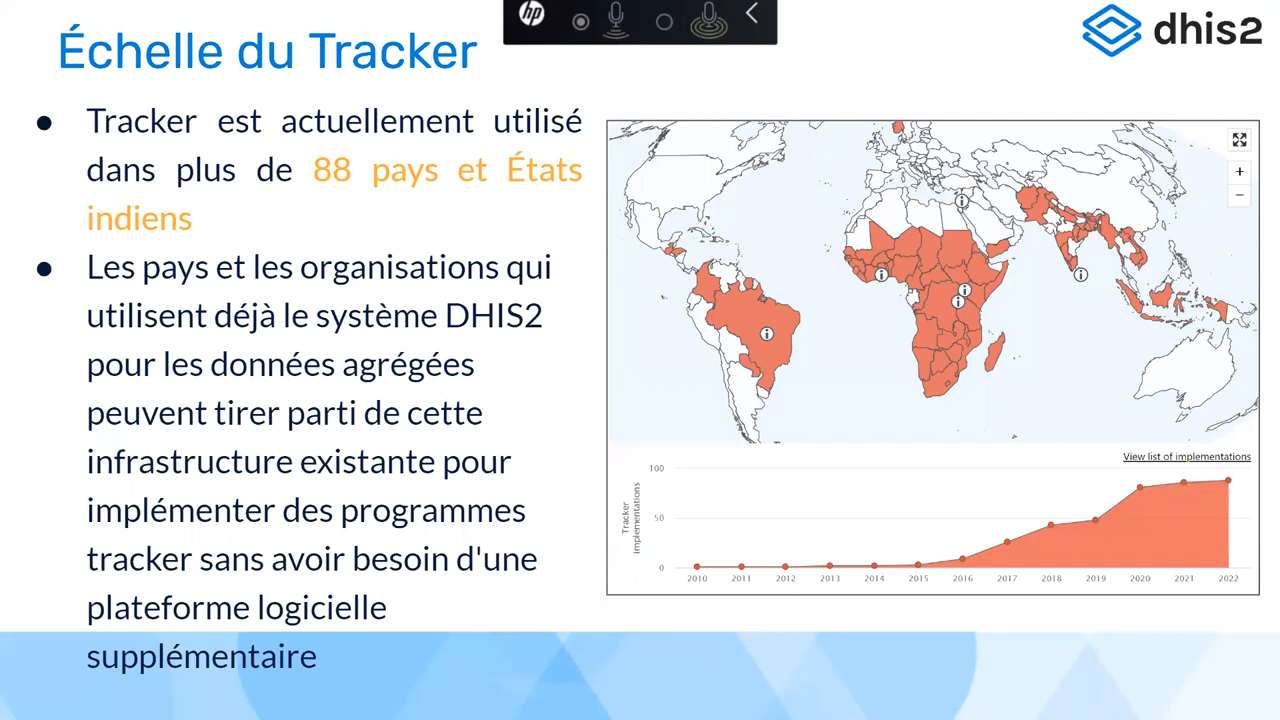 hp
dhis2
Échelle du Tracker
● Tracker est actuellement utilisé
dans plus de 88 pays et États
indiens
● Les pays et les organisations qui
utilisent déjà le système DHIS2
pour les données agrégées
peuvent tirer parti de cette
infrastructure existante pour
implémenter des programmes
tracker sans avoir besoin d'une
plateforme logicielle
supplémentaire
+
−
View list of implementations
Tracker
Implementations
100
50
0
2010 2011 2012 2013 2014 2015 2016 2017 2018 2019 2020 2021 2022